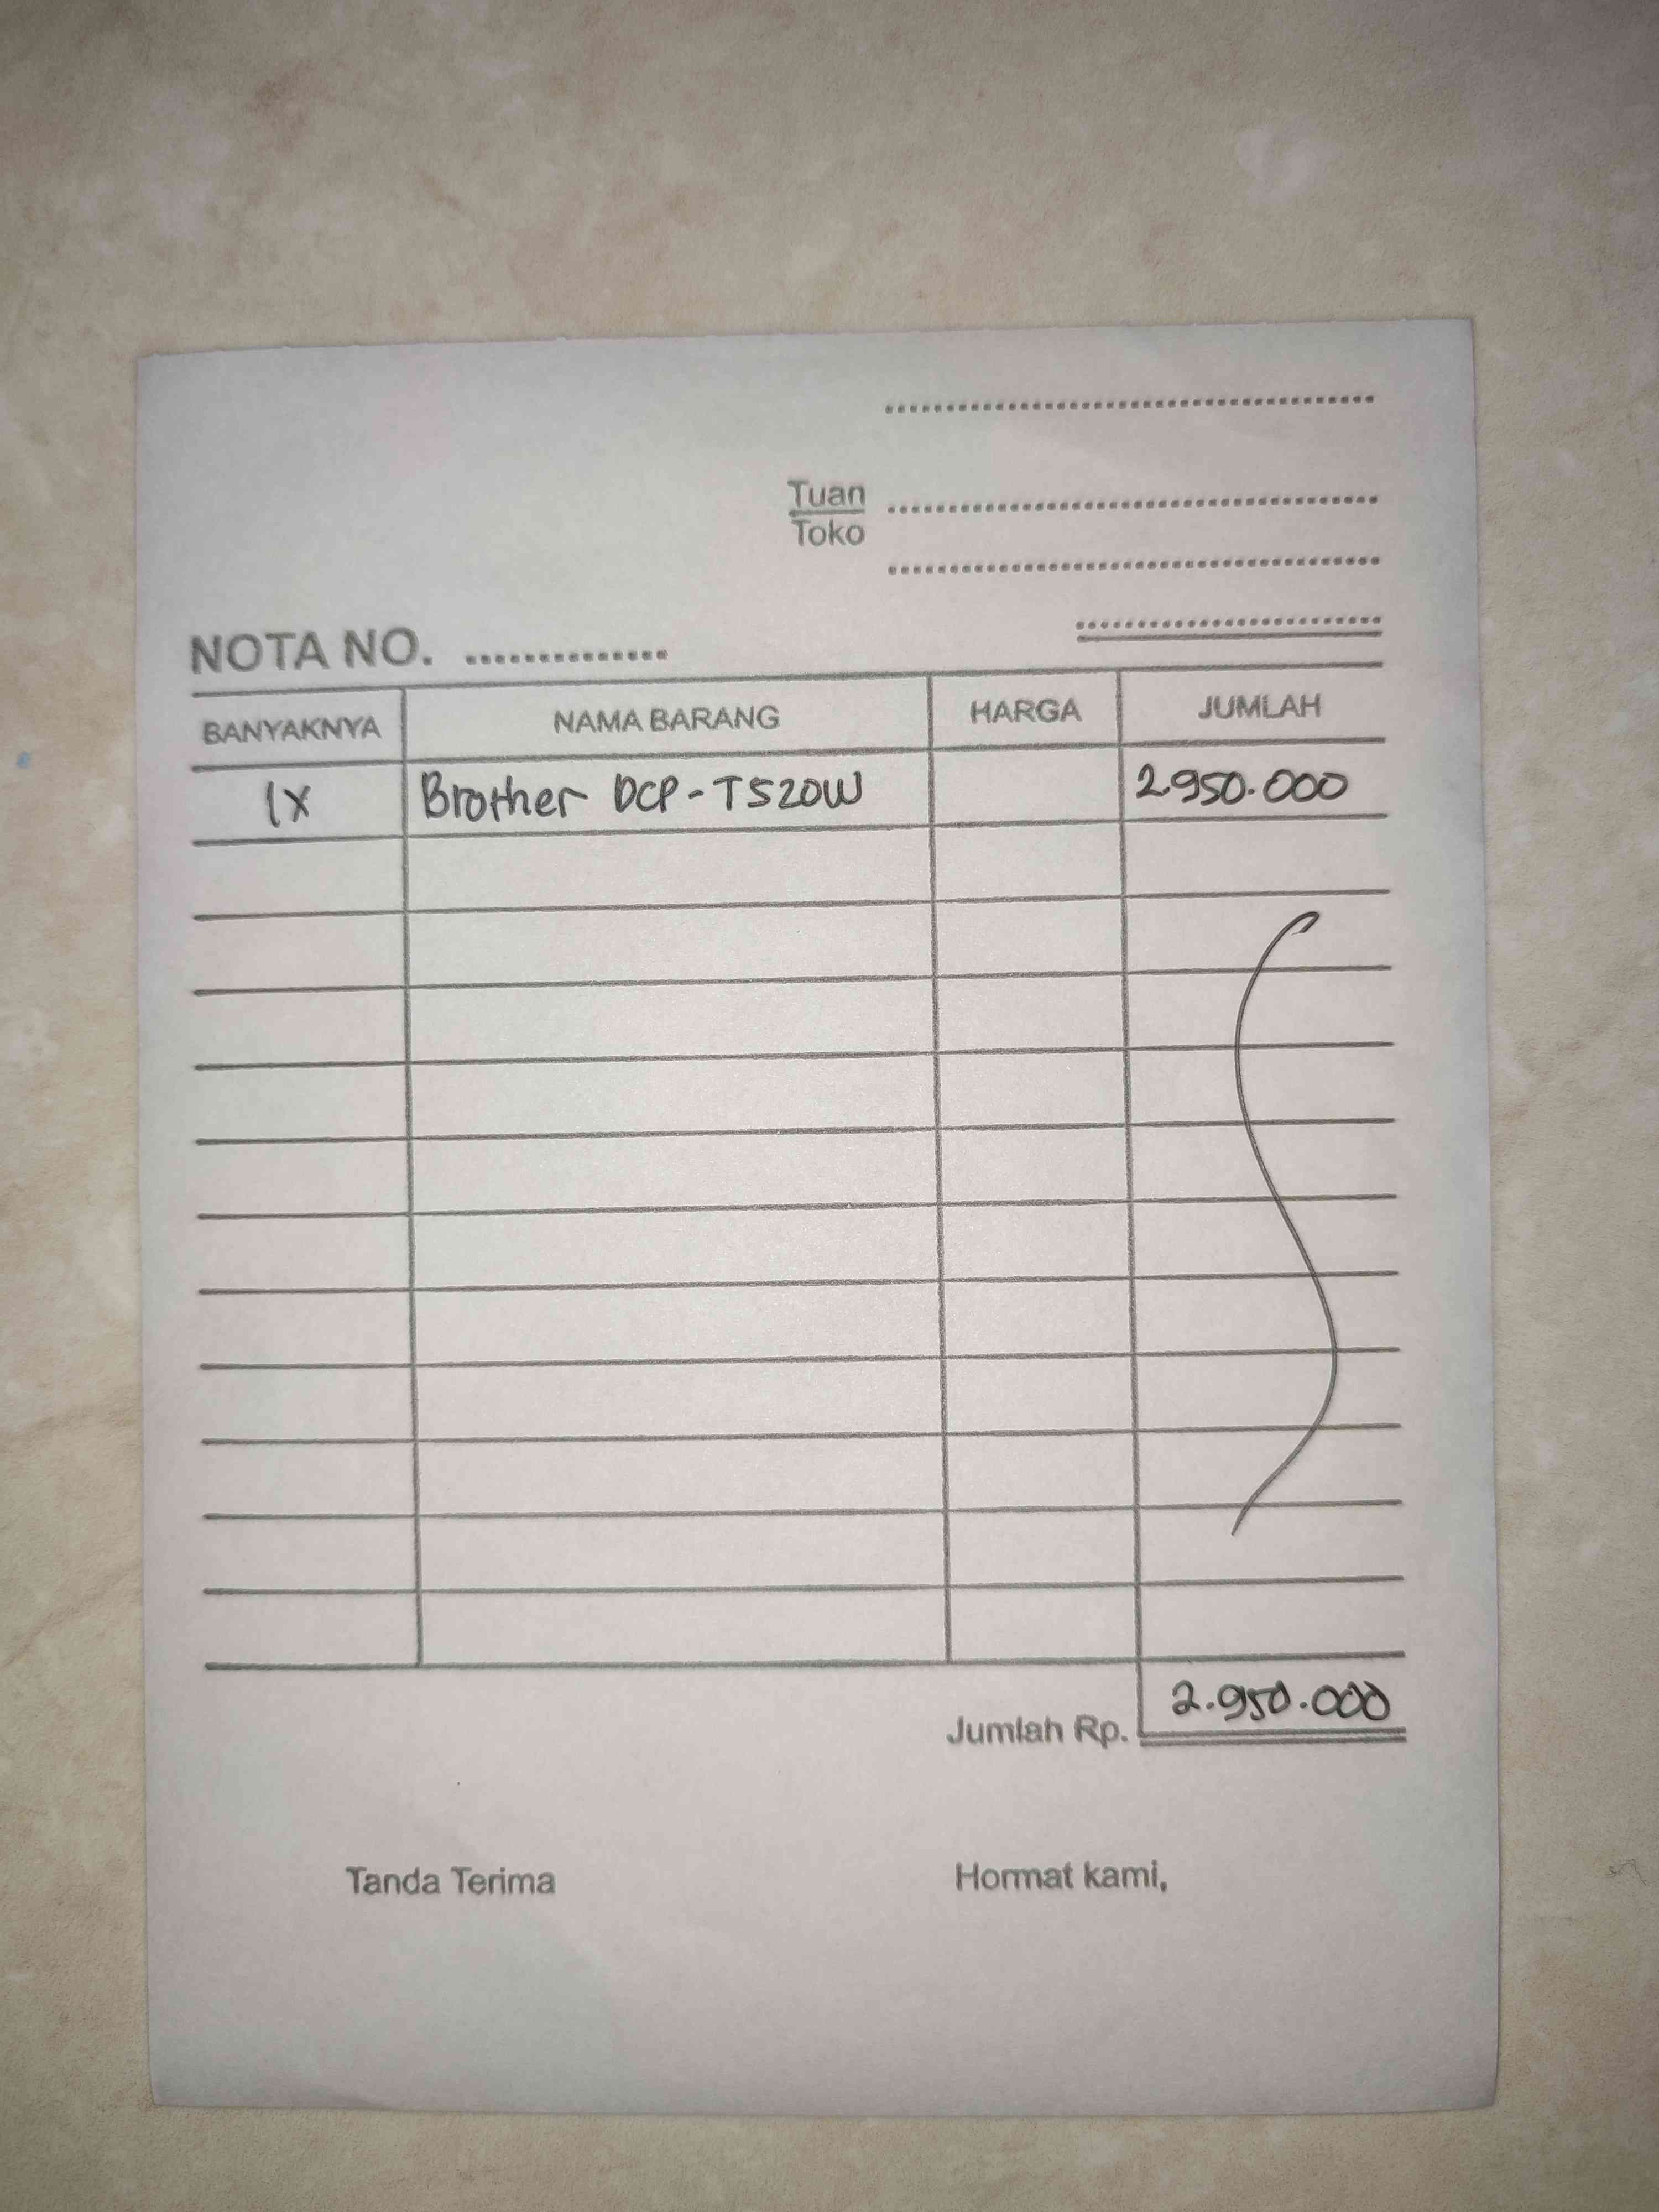 Tuan
Toko
NOTA NO. ..............
BANYAKNYA NAMA BARANG HARGA JUMLAH
1X Brother DCP-T520W 2.950.000
Jumlah Rp. 2.950.000
Tanda Terima Hormat kami,